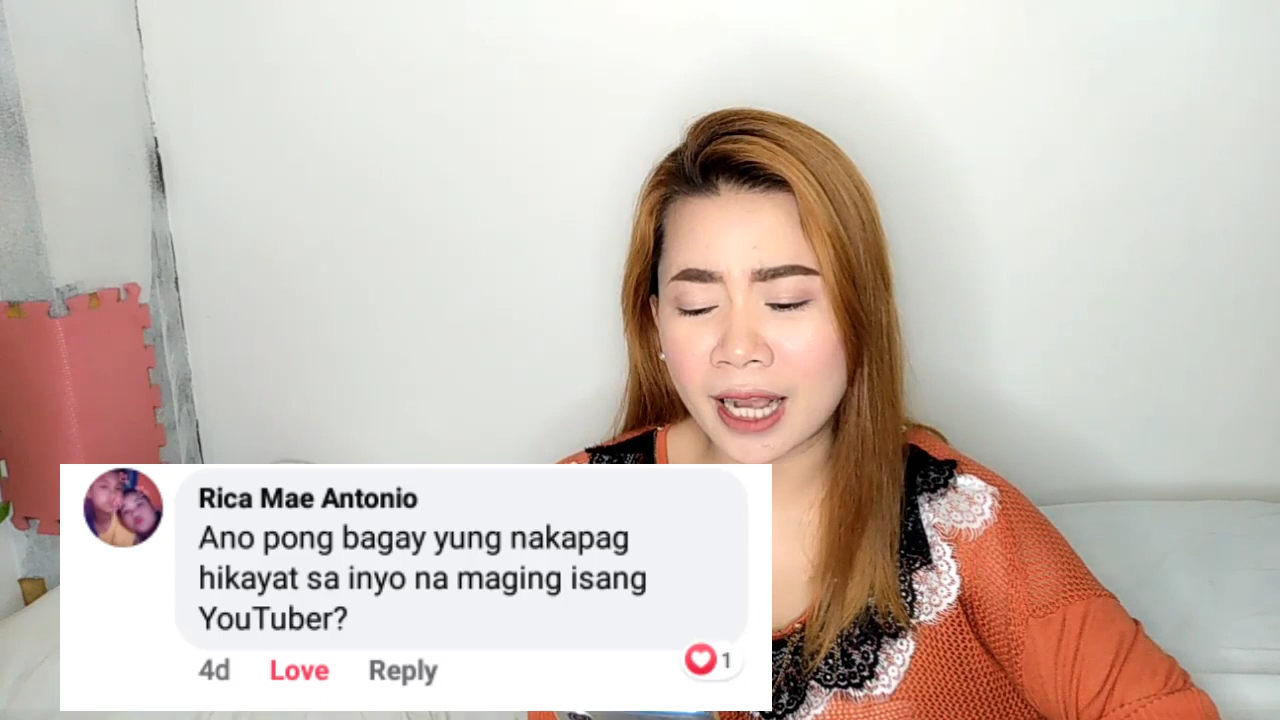 Rica Mae Antonio
Ano pong bagay yung nakapag
hikayat sa inyo na maging isang
YouTuber?
4d Love Reply 1